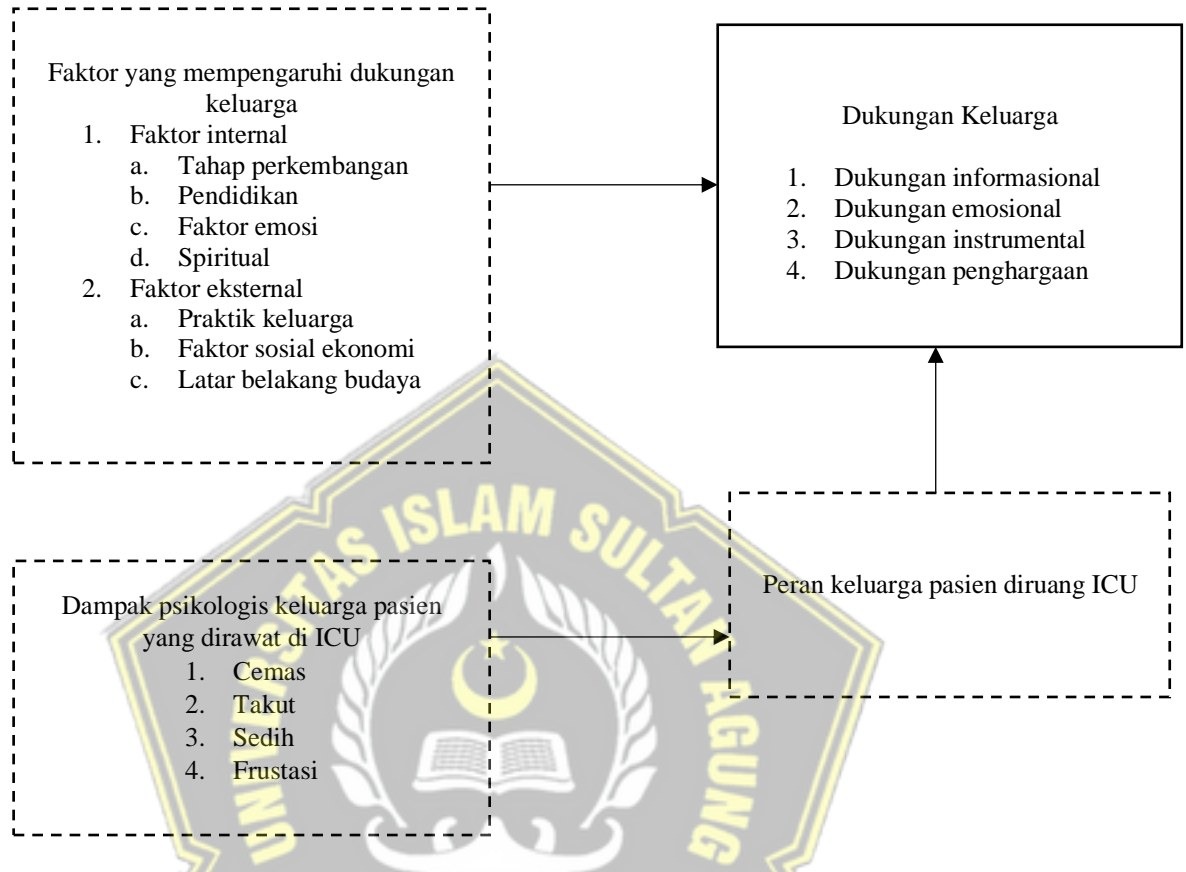 Faktor yang mempengaruhi dukungan
keluarga
1. Faktor internal
a. Tahap perkembangan
b. Pendidikan
c. Faktor emosi
d. Spiritual
2. Faktor eksternal
a. Praktik keluarga
b. Faktor sosial ekonomi
c. Latar belakang budaya
Dukungan Keluarga
1. Dukungan informasional
2. Dukungan emosional
3. Dukungan instrumental
4. Dukungan penghargaan
Dampak psikologis keluarga pasien
yang dirawat di ICU
1. Cemas
2. Takut
3. Sedih
4. Frustasi
Peran keluarga pasien diruang ICU
UNIVERSITAS ISLAM SULTAN AGUNG